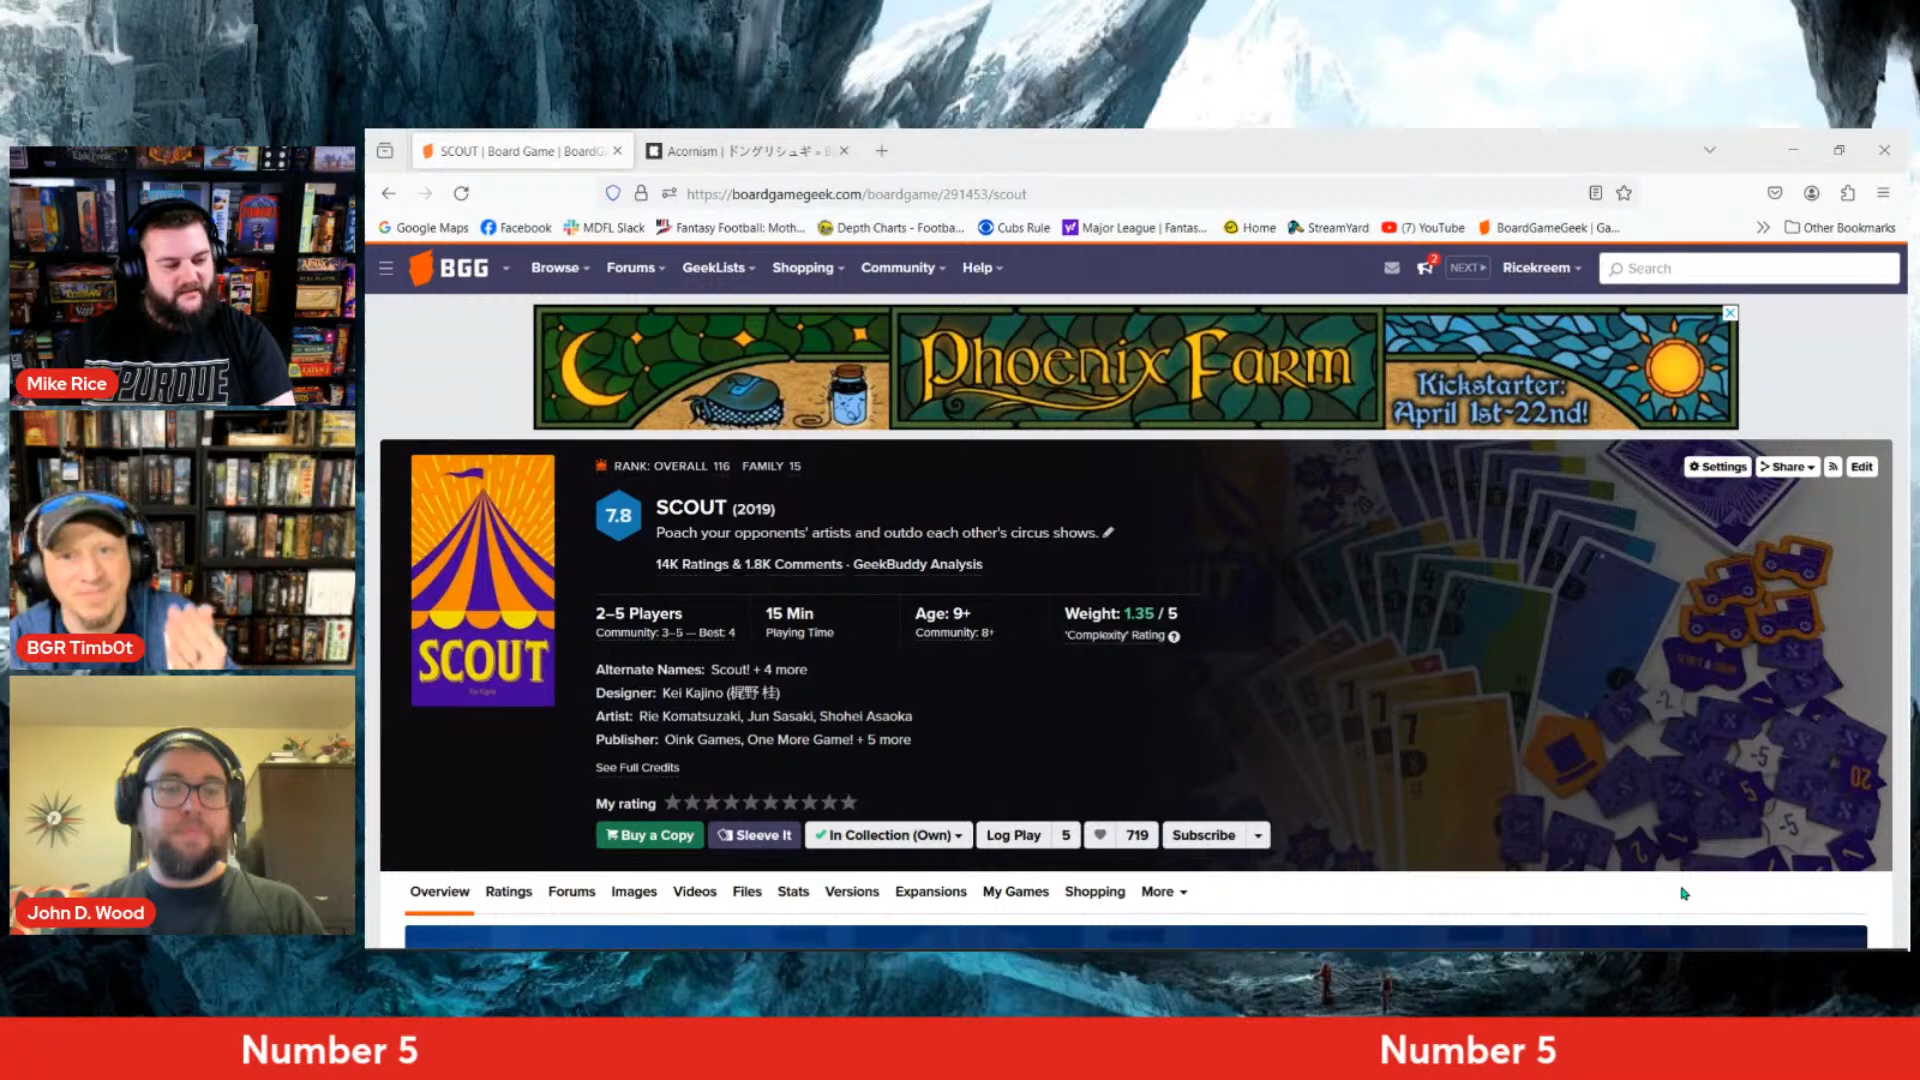 SCOUT | Board Game | BoardG
Acornism | ドングリシュギ »
https://boardgamegeek.com/boardgame/291453/scout
Google Maps
Facebook
MDFL Slack
Fantasy Football: Moth...
Depth Charts - Footba...
Cubs Rule
Major League | Fantas...
Home
StreamYard
(7) YouTube
BoardGameGeek | Ga...
Other Bookmarks
BGG
Browse
Forums
GeekLists
Shopping
Community
Help
2
NEXT
Ricekreem
Search
Phoenix Farm
Kickstarter:
April 1st-22nd!
Mike Rice
PURDUE
BGR Timb0t
John D. Wood
SCOUT
RANK: OVERALL 116 FAMILY 15
Settings
Share
Edit
7.8
SCOUT (2019)
Poach your opponents' artists and outdo each other's circus shows.
14K Ratings & 1.8K Comments · GeekBuddy Analysis
2–5 Players
15 Min
Age: 9+
Weight: 1.35 / 5
Community: 3–5 — Best: 4
Playing Time
Community: 8+
'Complexity' Rating
Alternate Names: Scout! + 4 more
Designer: Kei Kajino (梶野 桂)
Artist: Rie Komatsuzaki, Jun Sasaki, Shohei Asaoka
Publisher: Oink Games, One More Game! + 5 more
See Full Credits
My rating
Buy a Copy
Sleeve It
In Collection (Own)
Log Play 5
719
Subscribe
Overview
Ratings
Forums
Images
Videos
Files
Stats
Versions
Expansions
My Games
Shopping
More
Number 5
Number 5